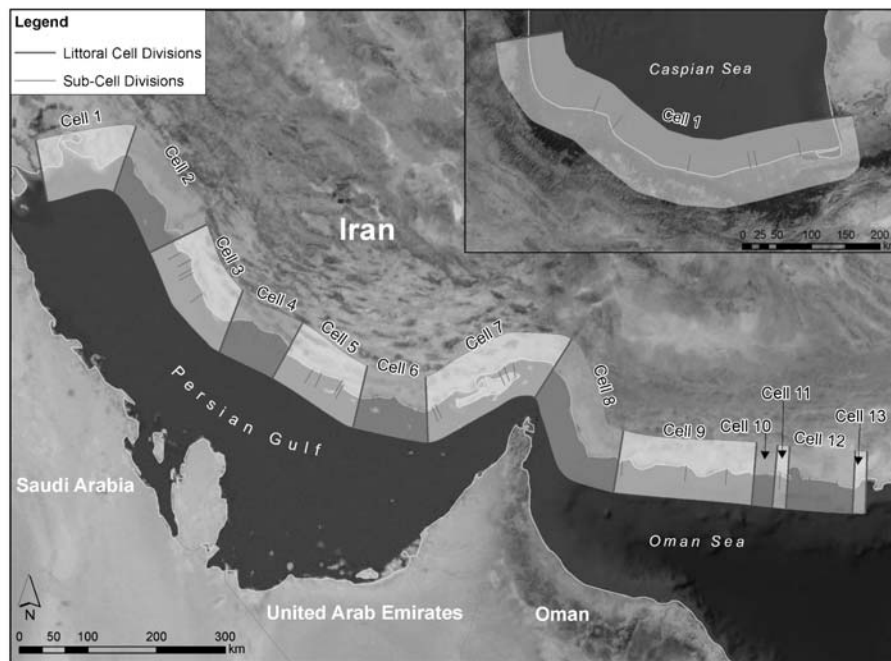 Legend
Littoral Cell Divisions
Sub-Cell Divisions
Caspian Sea
Cell 1
0 25 50 100 150 200
km
Cell 1
Cell 2
Iran
Cell 3
Cell 4
Cell 5
Cell 6
Cell 7
Cell 8
Cell 9
Cell 10
Cell 11
Cell 12
Cell 13
Persian Gulf
Saudi Arabia
Oman Sea
United Arab Emirates
Oman
N
0 50 100 200 300
km